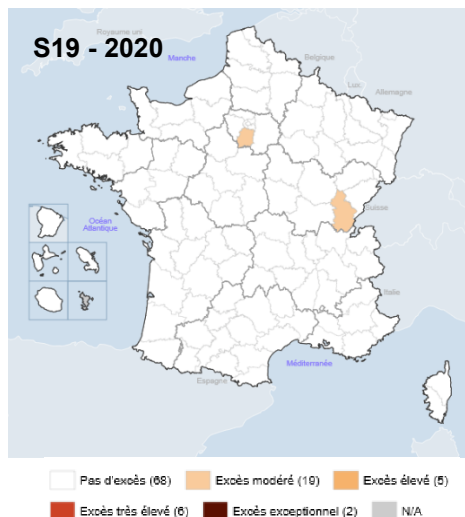 Royaume uni
S19 - 2020
Manche
Belgique
Lux.
Allemagne
Suisse
Océan
Atlantique
Italie
Méditerranée
Espagne
Pas d'excès (68)
Excès modéré (19)
Excès élevé (5)
Excès très élevé (6)
Excès exceptionnel (2)
N/A